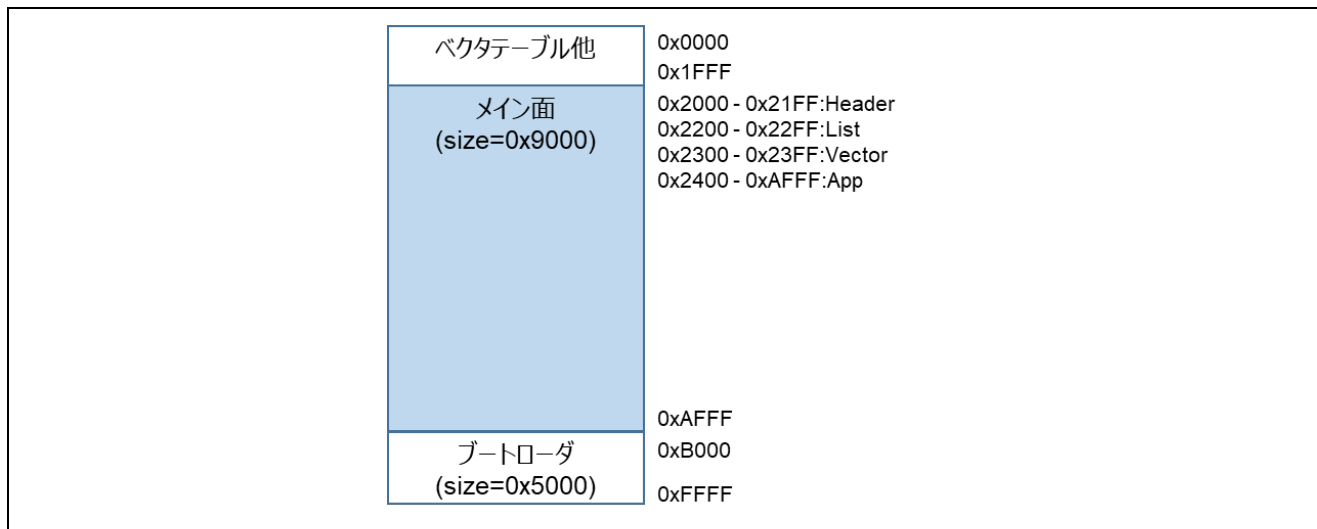 ベクタテーブル他
0x0000
0x1FFF
メイン面
(size=0x9000)
0x2000 - 0x21FF:Header
0x2200 - 0x22FF:List
0x2300 - 0x23FF:Vector
0x2400 - 0xAFFF:App
0xAFFF
ブートローダ
(size=0x5000)
0xB000
0xFFFF